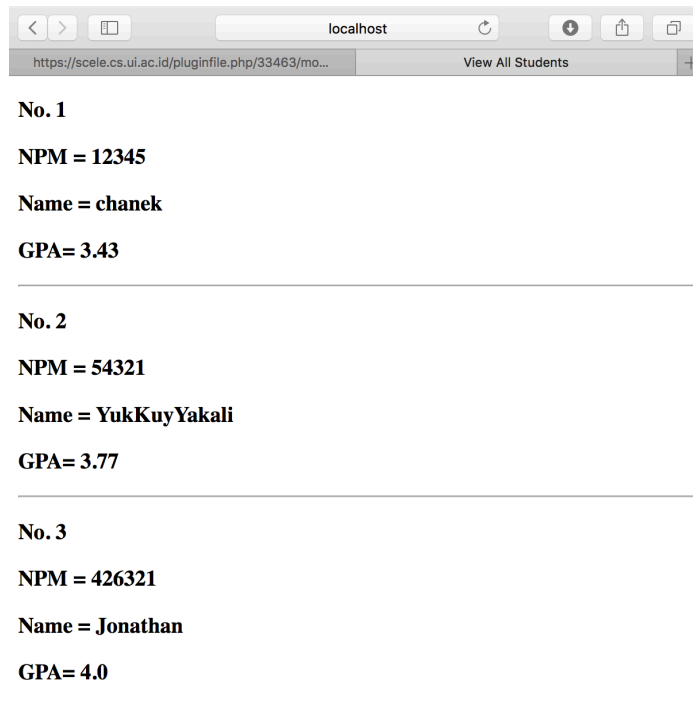 localhost
https://scele.cs.ui.ac.id/pluginfile.php/33463/mo...
View All Students
No. 1
NPM = 12345
Name = chanek
GPA= 3.43
No. 2
NPM = 54321
Name = YukKuyYakali
GPA= 3.77
No. 3
NPM = 426321
Name = Jonathan
GPA= 4.0